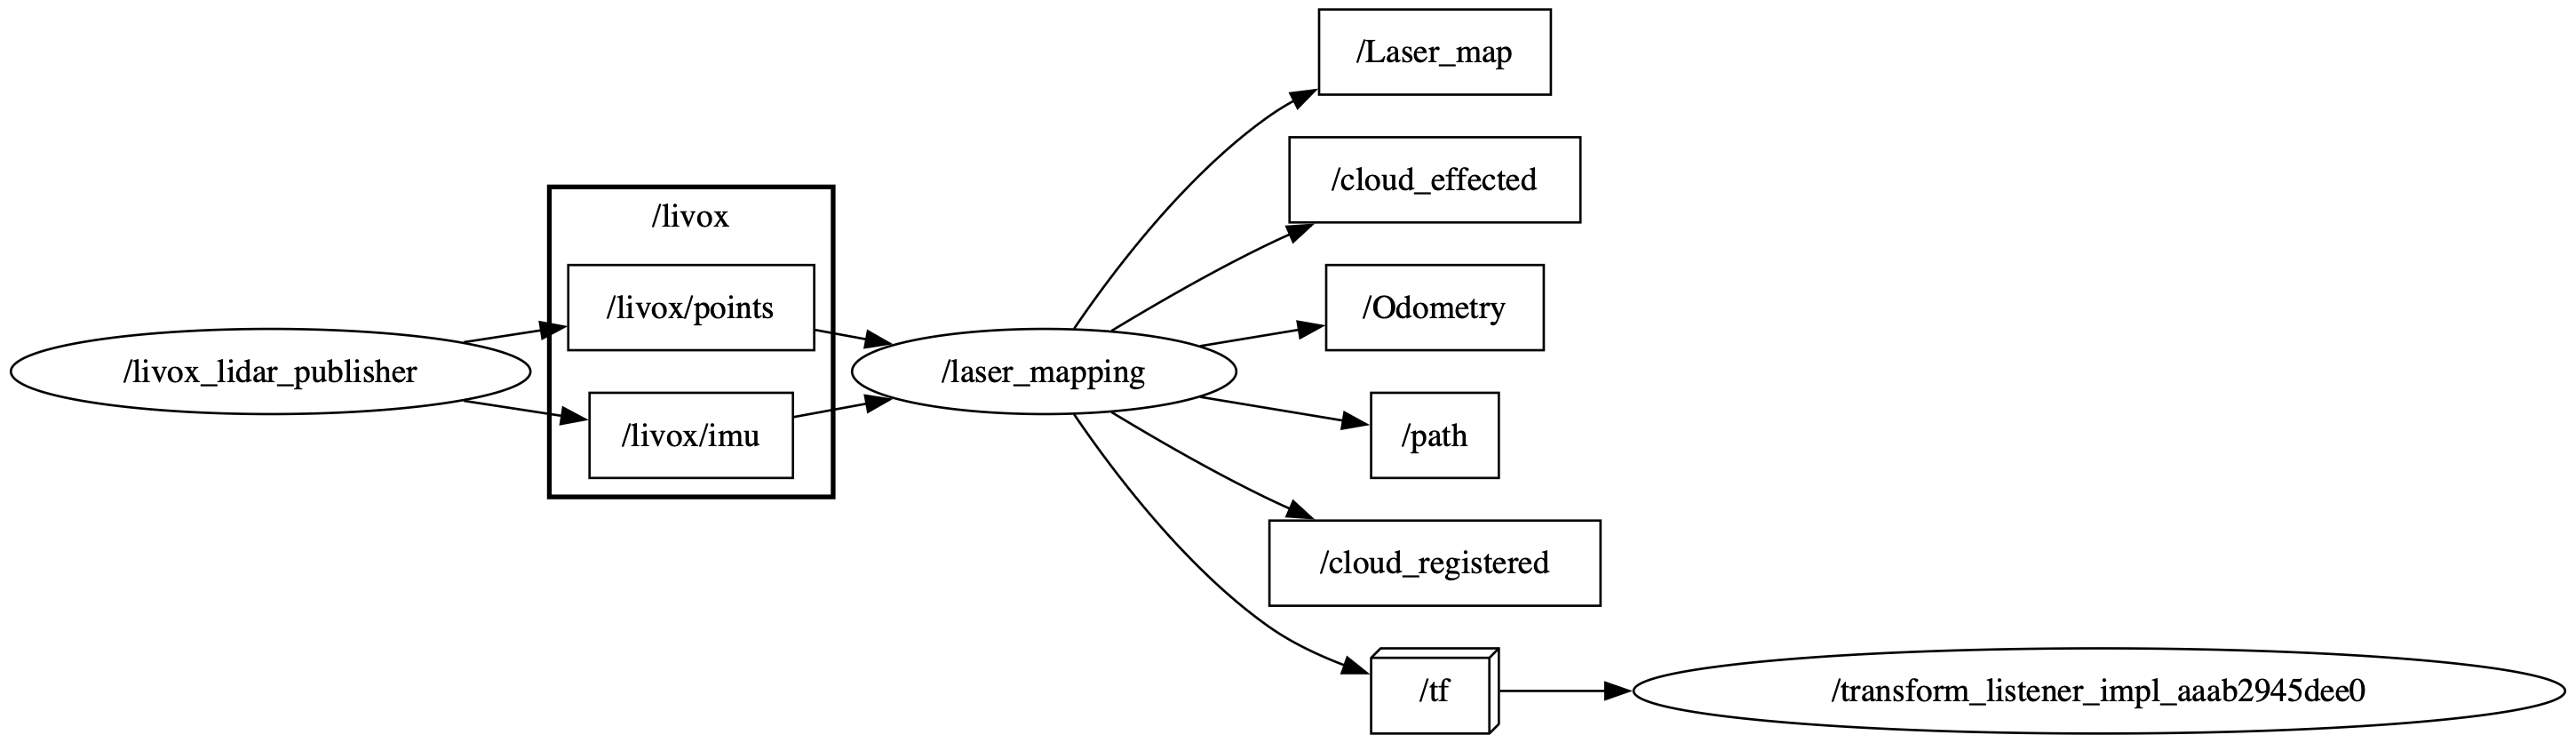 /Laser_map
/cloud_effected
/livox
/livox/points
/Odometry
/livox_lidar_publisher
/laser_mapping
/livox/imu
/path
/cloud_registered
/tf
/transform_listener_impl_aaab2945dee0